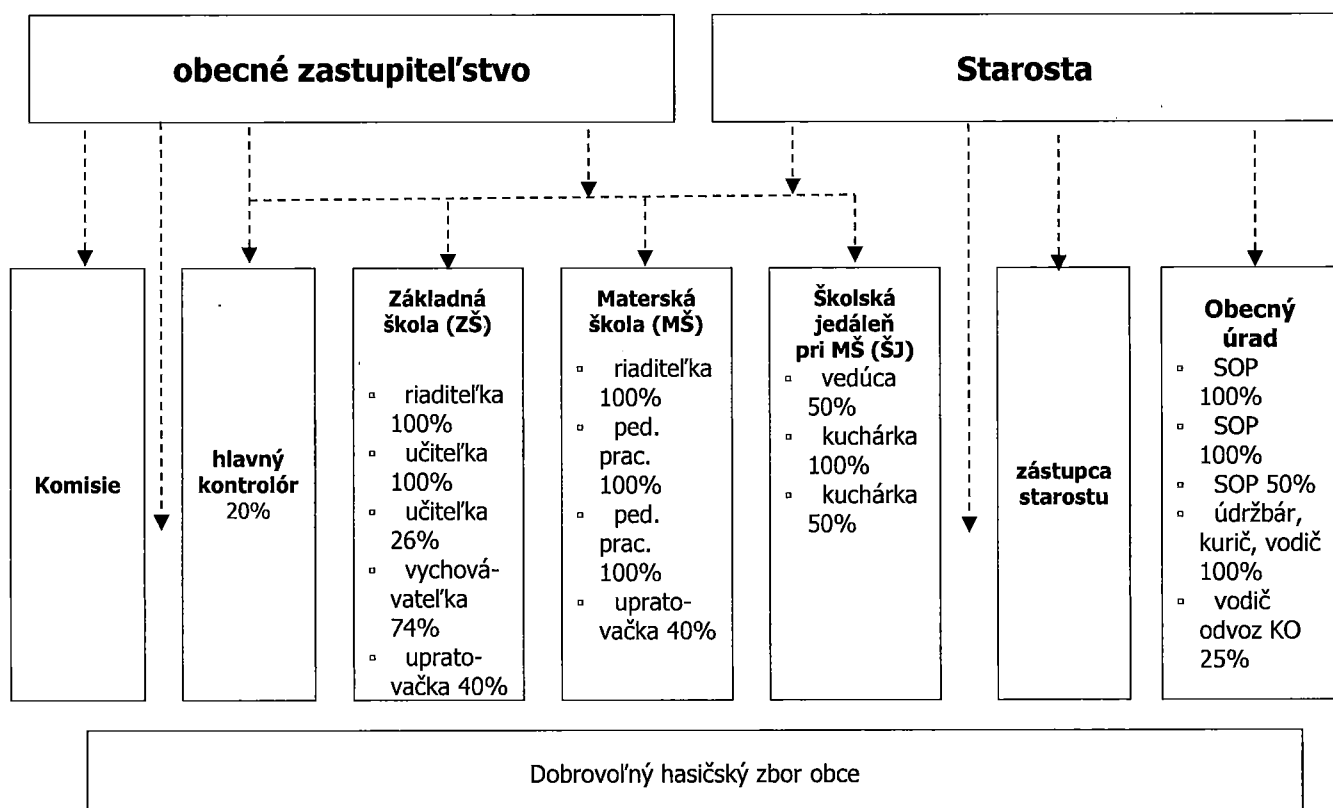 obecné zastupiteľstvo
Starosta
Komisie
hlavný
kontrolór
20%
Základná
škola (ZŠ)
▫ riaditeľka
100%
▫ učiteľka
100%
▫ učiteľka
26%
▫ vychová-
vateľka
74%
▫ uprato-
vačka 40%
Materská
škola (MŠ)
▫ riaditeľka
100%
▫ ped.
prac.
100%
▫ ped.
prac.
100%
▫ uprato-
vačka 40%
Školská
jedáleň
pri MŠ (ŠJ)
▫ vedúca
50%
▫ kuchárka
100%
▫ kuchárka
50%
zástupca
starostu
Obecný
úrad
▫ SOP
100%
▫ SOP
100%
▫ SOP 50%
▫ údržbár,
kurič, vodič
100%
▫ vodič
odvoz KO
25%
Dobrovoľný hasičský zbor obce